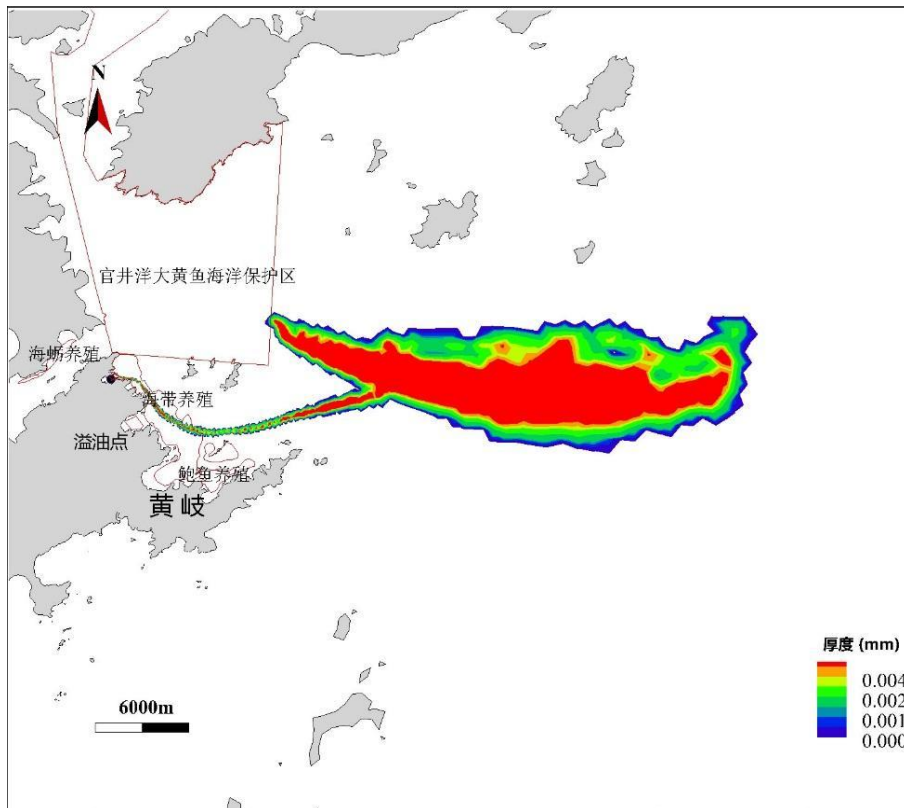 N
官井洋大黄鱼海洋保护区
海蛎养殖
海带养殖
溢油点
鲍鱼养殖
黄岐
厚度 (mm)
0.004
0.002
0.001
0.000
6000m